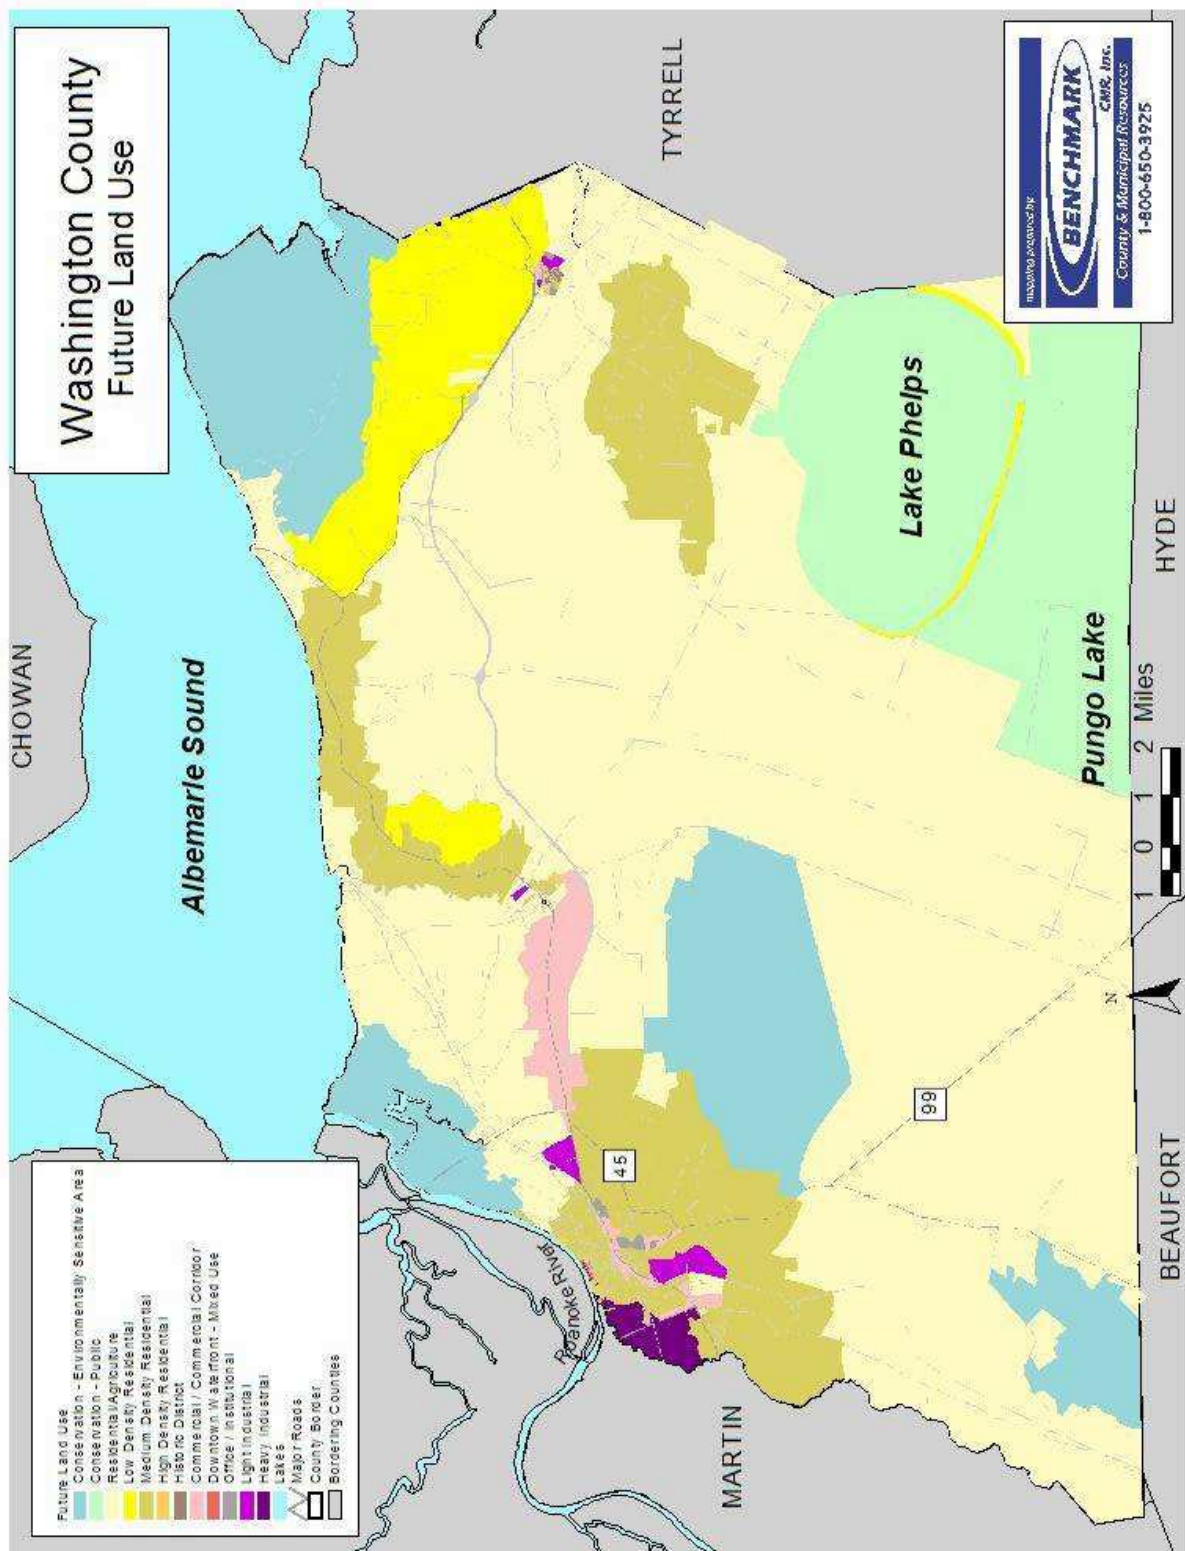 Washington County
Future Land Use
mapping prepared by
BENCHMARK
CMR, Inc.
County & Municipal Resources
1-800-650-3925
CHOWAN
TYRRELL
Albemarle Sound
Lake Phelps
Pungo Lake
HYDE
BEAUFORT
MARTIN
Roanoke River
45
99
N
1 0 1 2 Miles
Future Land Use
Conservation - Environmentally Sensitive Area
Conservation - Public
Residential/Agriculture
Low Density Residential
Medium Density Residential
High Density Residential
Historic District
Commercial / Commercial Corridor
Downtown Waterfront - Mixed Use
Office / Institutional
Light Industrial
Heavy Industrial
Lakes
Major Roads
County Border
Bordering Counties